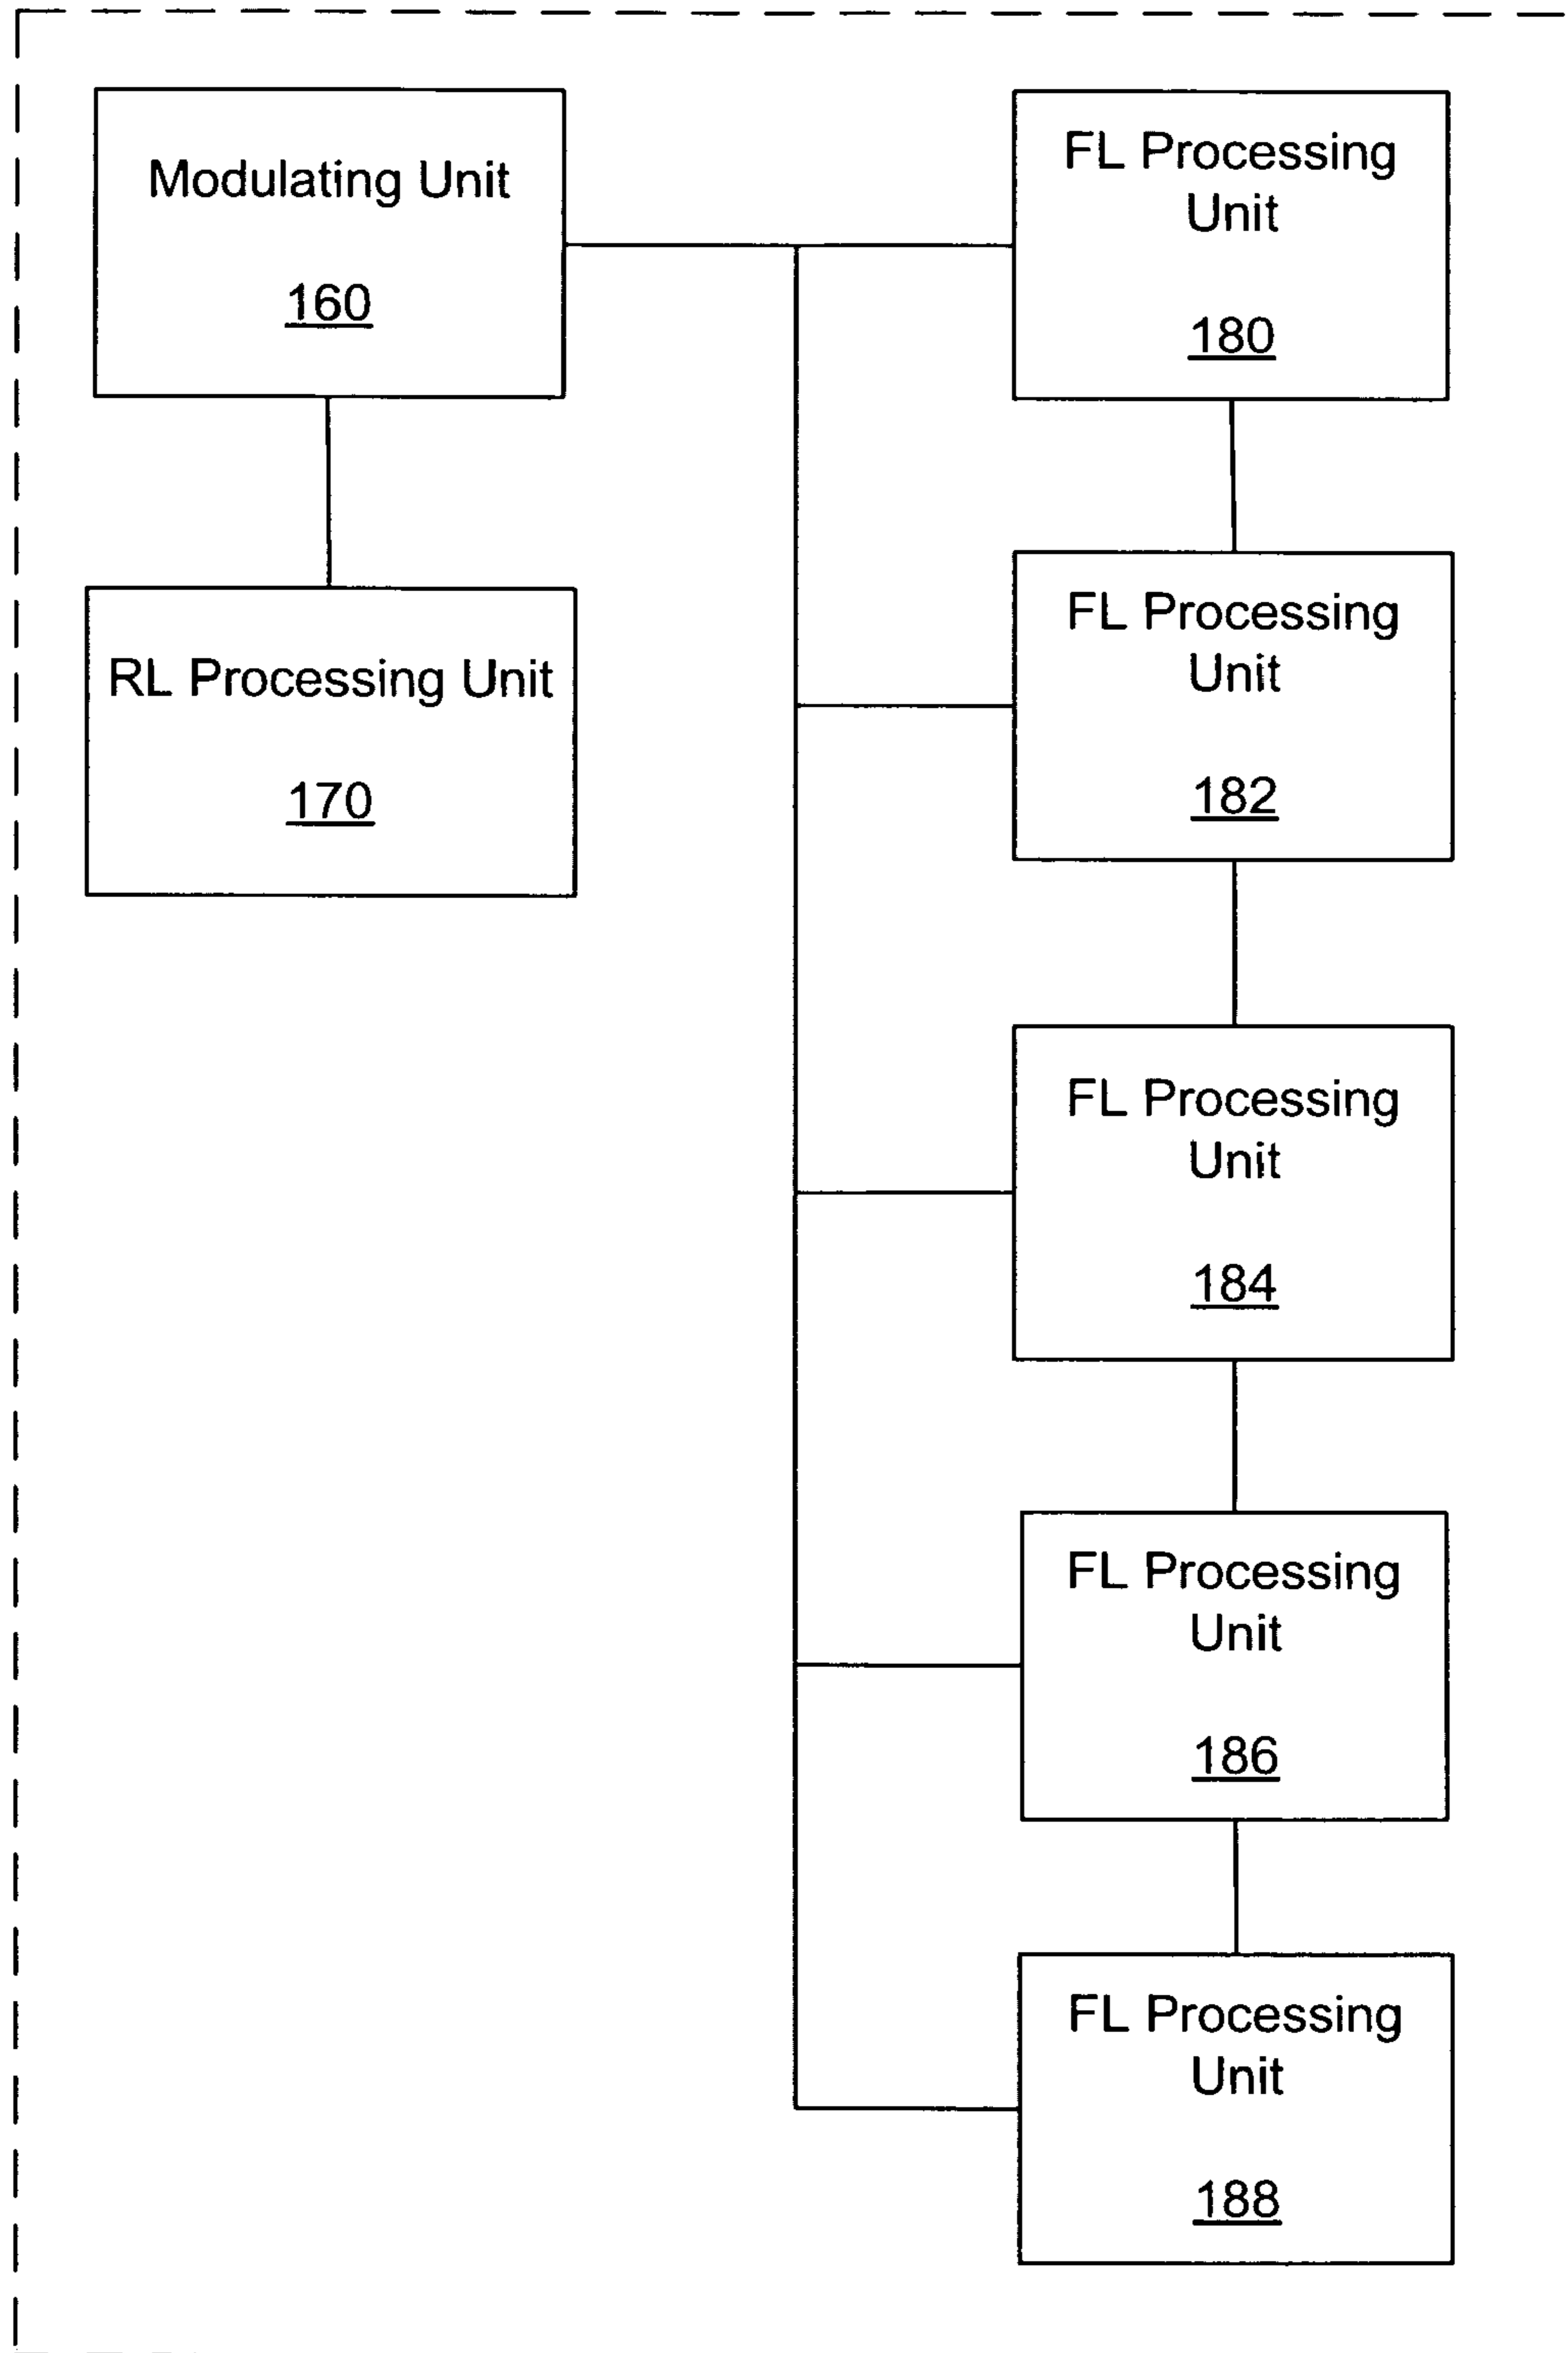 Modulating Unit
160
RL Processing Unit
170
FL Processing
Unit
180
FL Processing
Unit
182
FL Processing
Unit
184
FL Processing
Unit
186
FL Processing
Unit
188